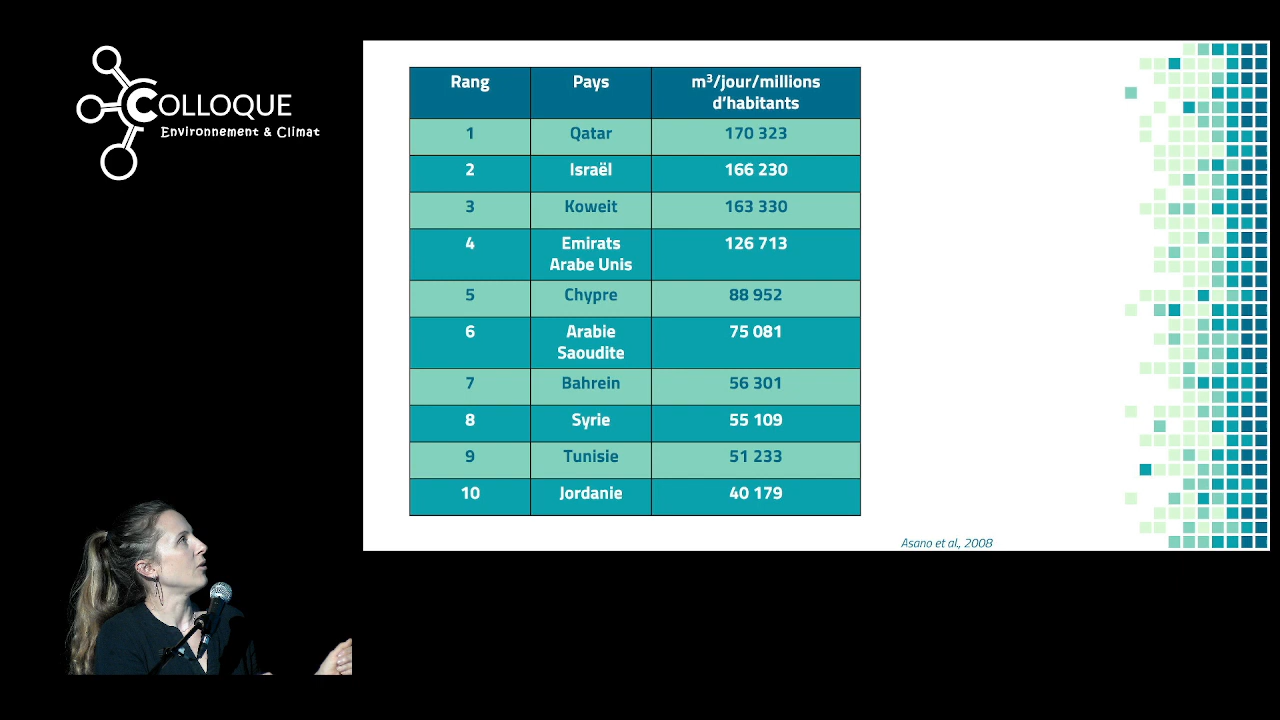 COLLOQUE
Environnement & Climat
Rang Pays m³/jour/millions
d'habitants
1 Qatar 170 323
2 Israël 166 230
3 Koweit 163 330
4 Emirats 126 713
Arabe Unis
5 Chypre 88 952
6 Arabie 75 081
Saoudite
7 Bahrein 56 301
8 Syrie 55 109
9 Tunisie 51 233
10 Jordanie 40 179
Asano et al., 2008